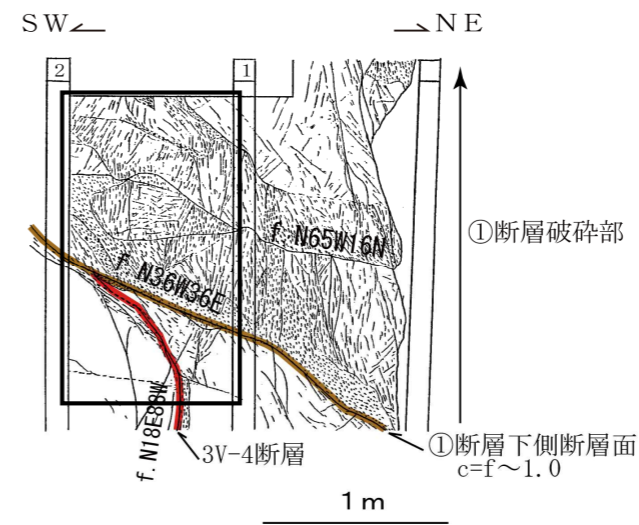 SW
NE
2
1
①断層破砕部
f. N65W16N
f. N36W36E
f. N18E88W
3V-4断層
①断層下側断層面
c=f～1.0
1m